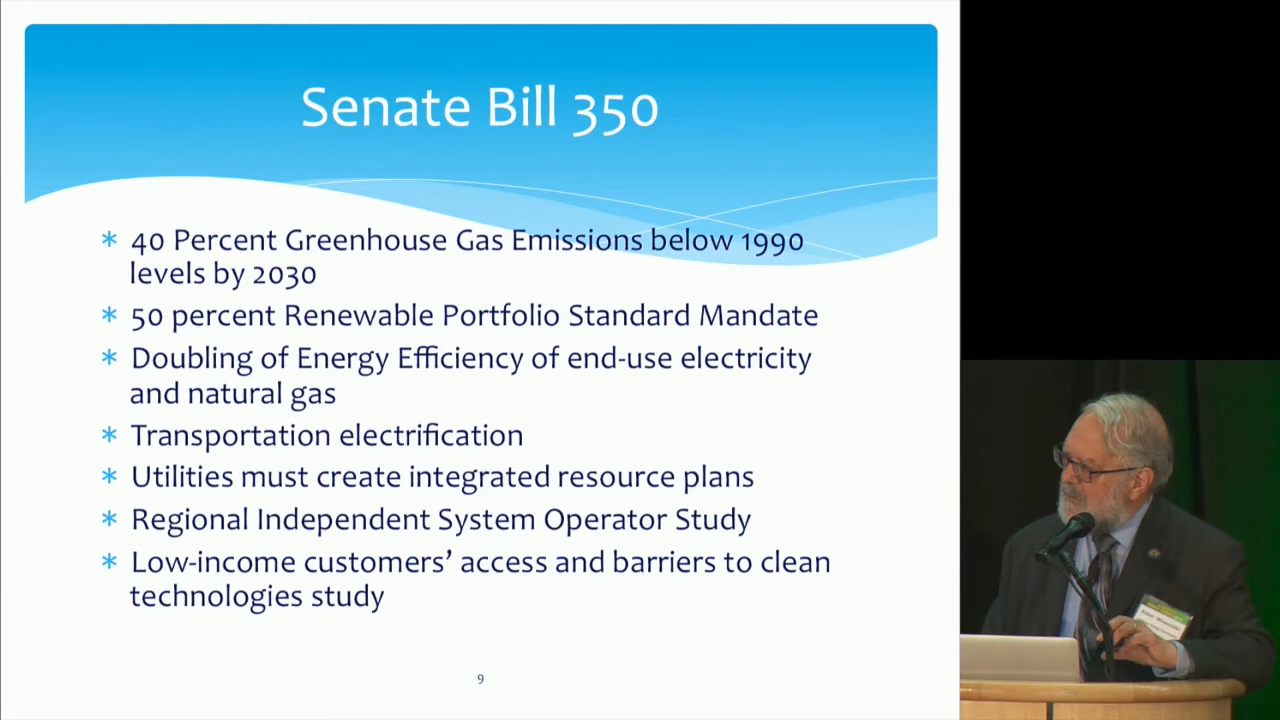 Senate Bill 350
* 40 Percent Greenhouse Gas Emissions below 1990
levels by 2030
* 50 percent Renewable Portfolio Standard Mandate
* Doubling of Energy Efficiency of end-use electricity
and natural gas
* Transportation electrification
* Utilities must create integrated resource plans
* Regional Independent System Operator Study
* Low-income customers’ access and barriers to clean
technologies study
9